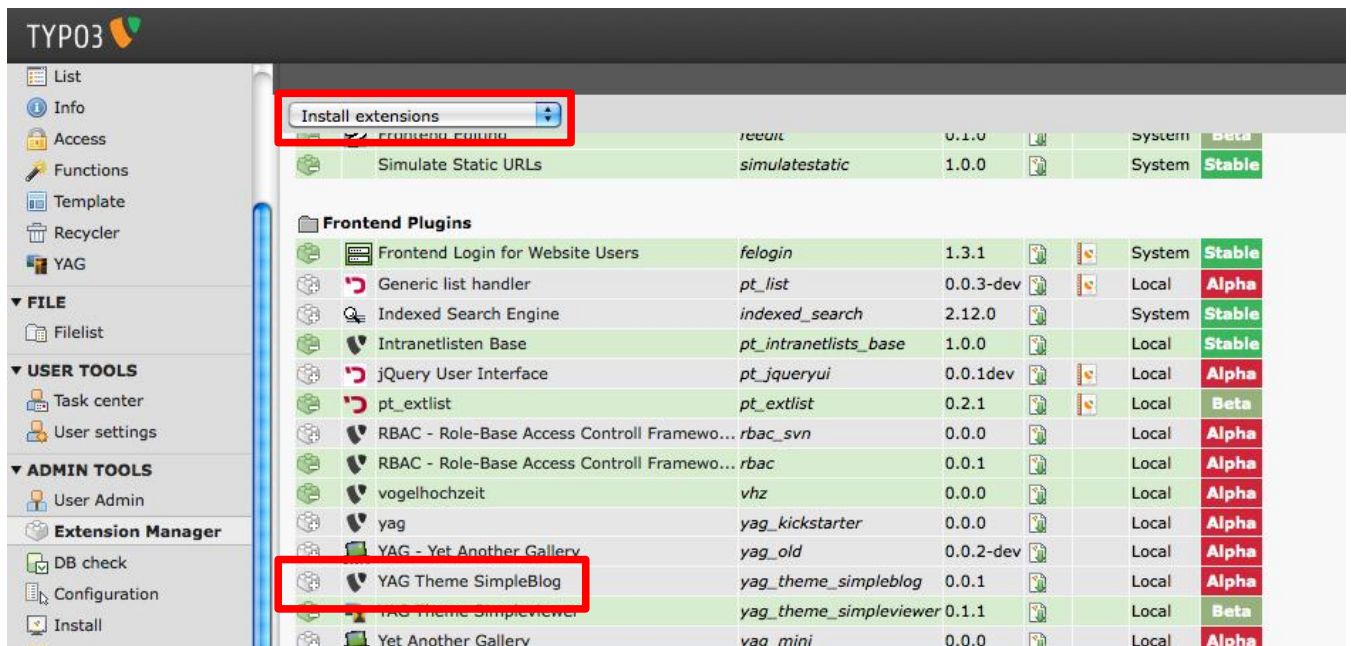 TYPO3
List
Info
Access
Functions
Template
Recycler
YAG
FILE
Filelist
USER TOOLS
Task center
User settings
ADMIN TOOLS
User Admin
Extension Manager
DB check
Configuration
Install
Install extensions
Frontend Editing feedit 0.1.0 System Beta
Simulate Static URLs simulatestatic 1.0.0 System Stable
Frontend Plugins
Frontend Login for Website Users felogin 1.3.1 System Stable
Generic list handler pt_list 0.0.3-dev Local Alpha
Indexed Search Engine indexed_search 2.12.0 System Stable
Intranetlisten Base pt_intranetlists_base 1.0.0 Local Stable
jQuery User Interface pt_jqueryui 0.0.1dev Local Alpha
pt_extlist pt_extlist 0.2.1 Local Beta
RBAC - Role-Base Access Controll Framewo... rbac_svn 0.0.0 Local Alpha
RBAC - Role-Base Access Controll Framewo... rbac 0.0.1 Local Alpha
vogelhochzeit vhz 0.0.0 Local Alpha
yag yag_kickstarter 0.0.0 Local Alpha
YAG - Yet Another Gallery yag_old 0.0.2-dev Local Alpha
YAG Theme SimpleBlog yag_theme_simpleblog 0.0.1 Local Alpha
YAG Theme Simpleviewer yag_theme_simpleviewer 0.1.1 Local Beta
Yet Another Gallery yag_mini 0.0.0 Local Alpha